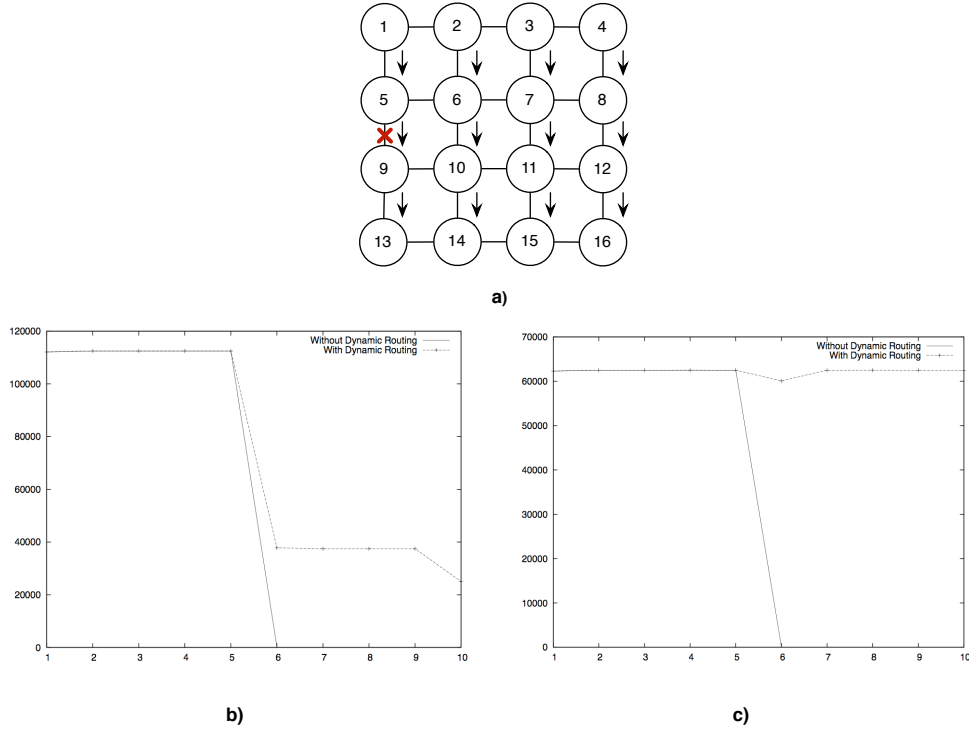 1 2 3 4
5 6 7 8
9 10 11 12
13 14 15 16
a)
120000
100000
80000
60000
40000
20000
0
1 2 3 4 5 6 7 8 9 10
Without Dynamic Routing
With Dynamic Routing
b)
70000
60000
50000
40000
30000
20000
10000
0
1 2 3 4 5 6 7 8 9 10
Without Dynamic Routing
With Dynamic Routing
c)